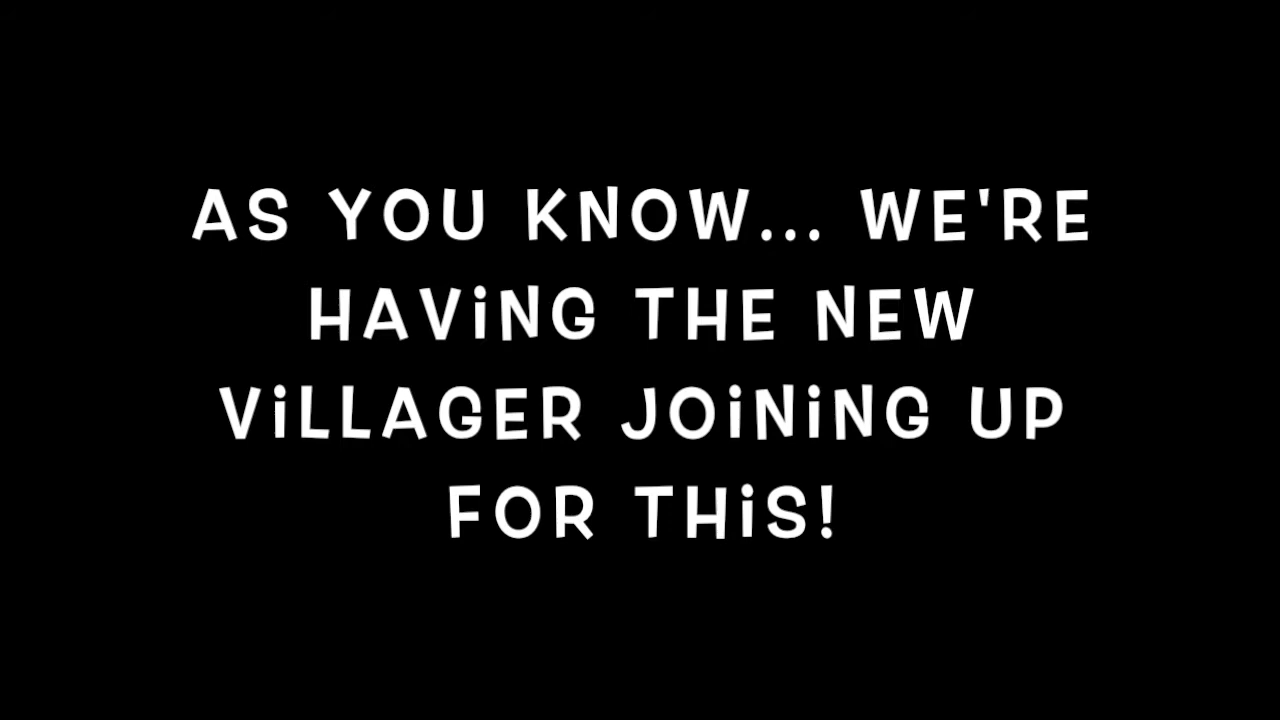 AS YOU KNOW... WE'RE
HAViNG THE NEW
ViLLAGER JOiNiNG UP
FOR THiS!